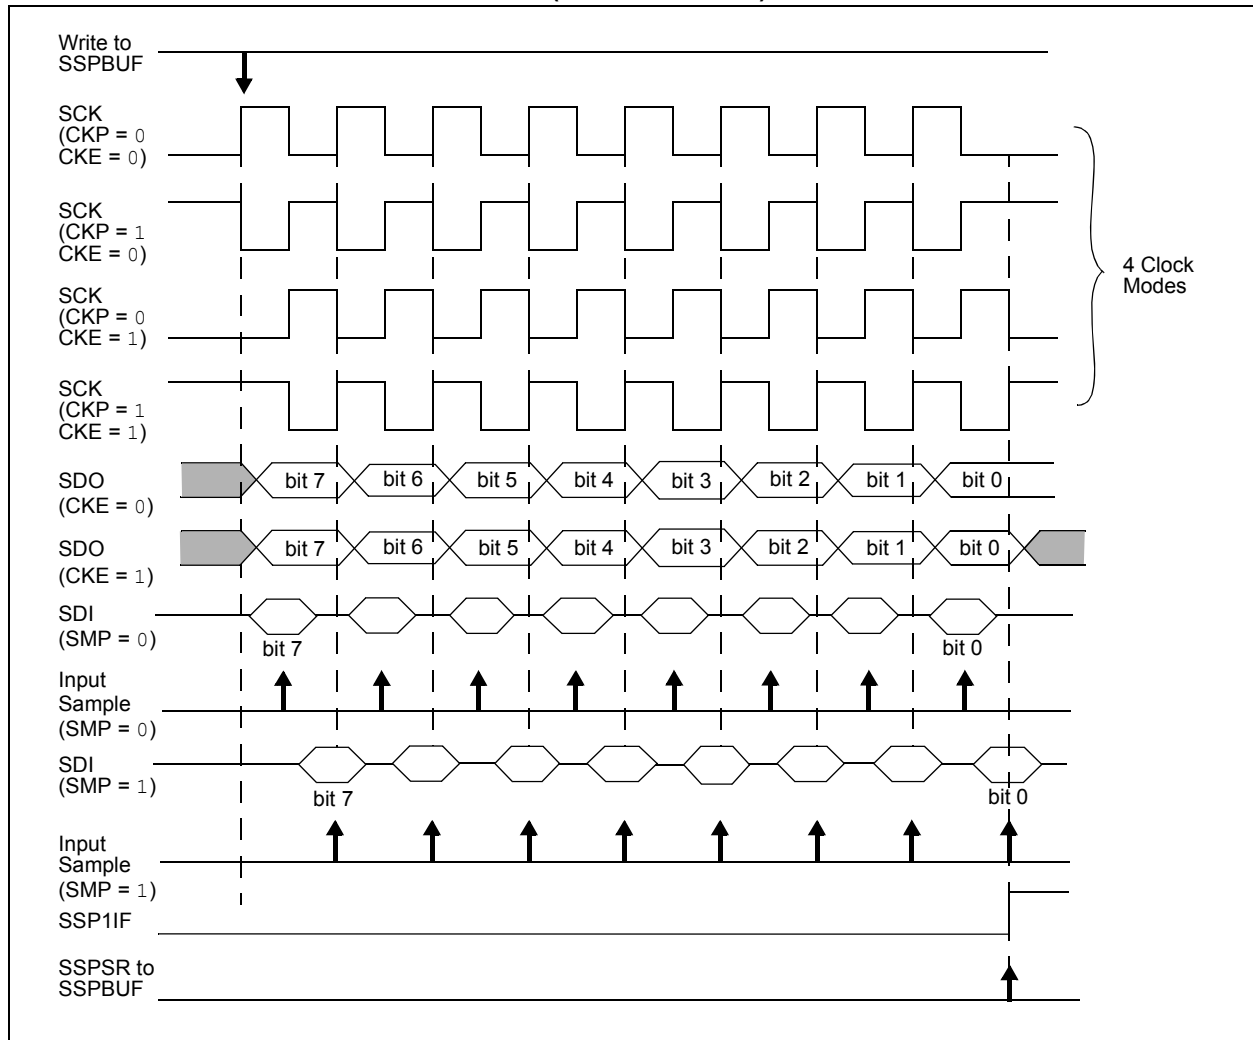 Write to
SSPBUF
SCK
(CKP = 0
CKE = 0)
SCK
(CKP = 1
CKE = 0)
4 Clock
Modes
SCK
(CKP = 0
CKE = 1)
SCK
(CKP = 1
CKE = 1)
SDO
(CKE = 0)
bit 7 bit 6 bit 5 bit 4 bit 3 bit 2 bit 1 bit 0
SDO
(CKE = 1)
bit 7 bit 6 bit 5 bit 4 bit 3 bit 2 bit 1 bit 0
SDI
(SMP = 0)
bit 7 bit 0
Input
Sample
(SMP = 0)
SDI
(SMP = 1)
bit 7 bit 0
Input
Sample
(SMP = 1)
SSP1IF
SSPSR to
SSPBUF